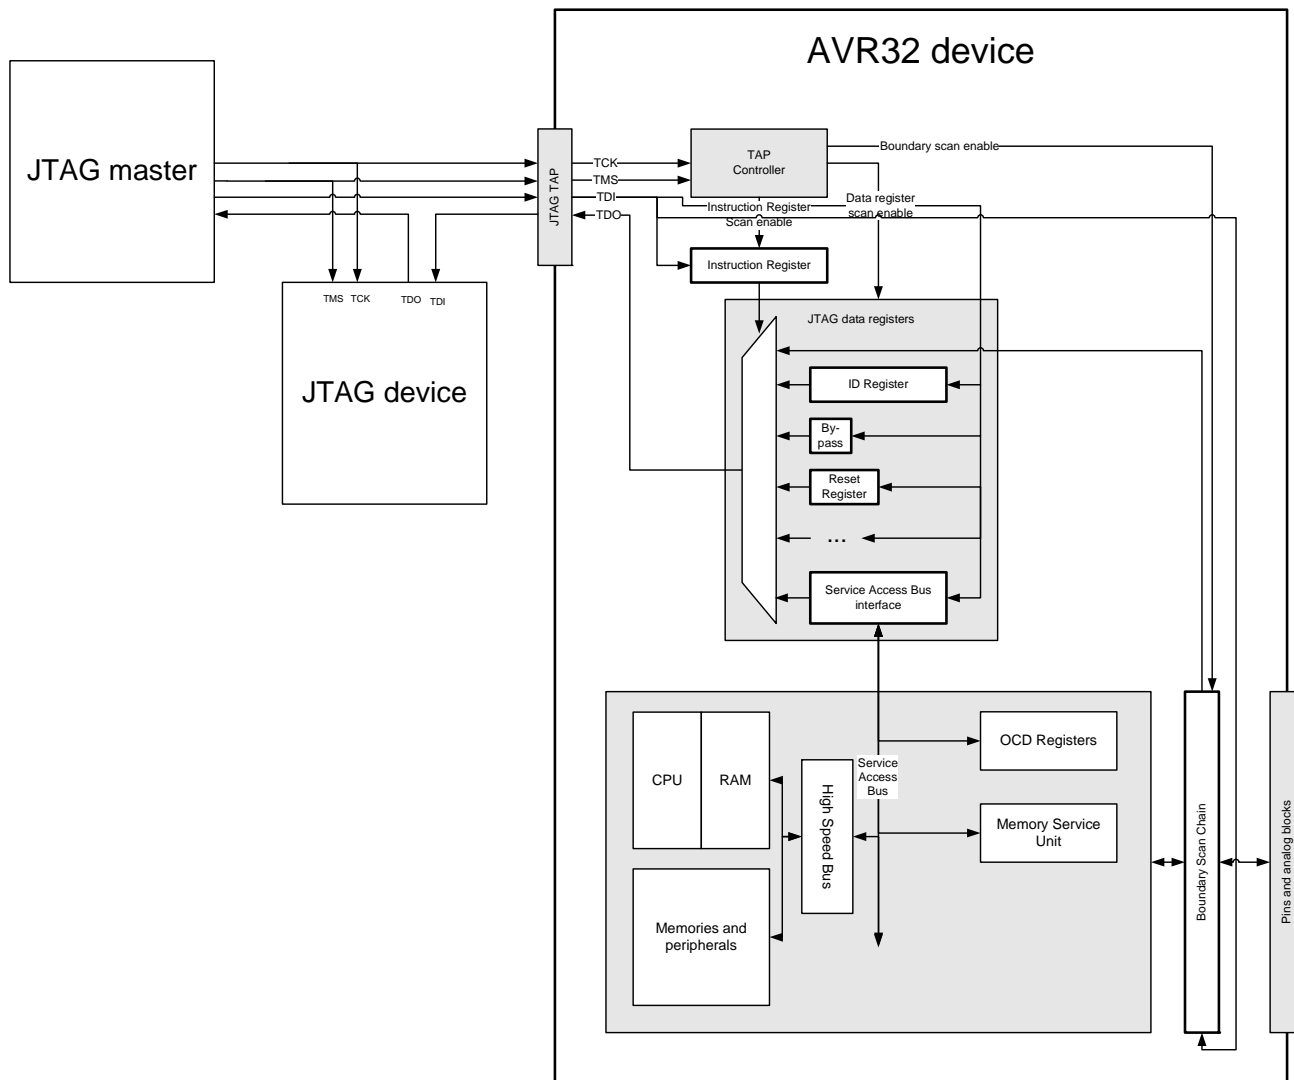 AVR32 device
JTAG master
JTAG TAP
TCK
TMS
TDI
TDO
TAP
Controller
Boundary scan enable
Data register
scan enable
Instruction Register
Scan enable
Instruction Register
TMS TCK TDO TDI
JTAG device
JTAG data registers
ID Register
By-
pass
Reset
Register
...
Service Access Bus
interface
CPU
RAM
Memories and
peripherals
High Speed Bus
Service
Access
Bus
OCD Registers
Memory Service
Unit
Boundary Scan Chain
Pins and analog blocks